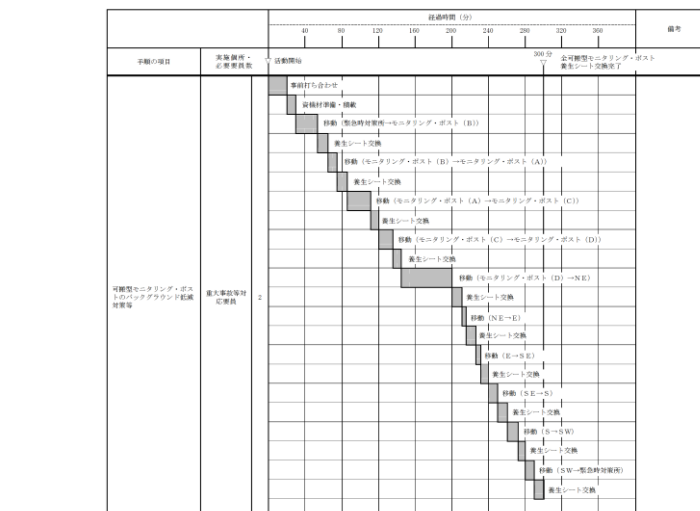 経過時間（分）
備考
40 80 120 160 200 240 280 320 360
手順の項目
実施個所・
必要要員数
活動開始
300分
全可搬型モニタリング・ポスト
養生シート交換完了
事前打ち合わせ
資機材準備・積載
移動（緊急時対策所→モニタリング・ポスト（B））
養生シート交換
移動（モニタリング・ポスト（B）→モニタリング・ポスト（A））
養生シート交換
移動（モニタリング・ポスト（A）→モニタリング・ポスト（C））
養生シート交換
移動（モニタリング・ポスト（C）→モニタリング・ポスト（D））
養生シート交換
移動（モニタリング・ポスト（D）→NE）
可搬型モニタリング・ポス
トのバックグラウンド低減
対策等
重大事故等対
応要員
2
養生シート交換
移動（NE→E）
養生シート交換
移動（E→SE）
養生シート交換
移動（SE→S）
養生シート交換
移動（S→SW）
養生シート交換
移動（SW→緊急時対策所）
養生シート交換